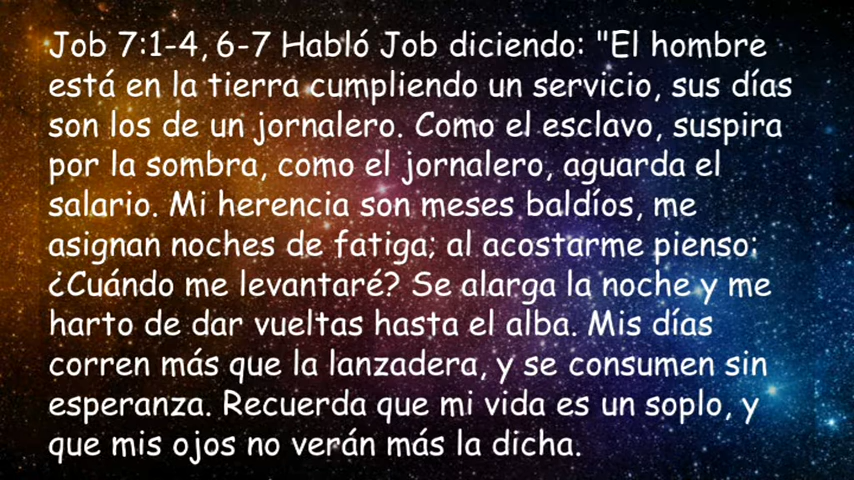 Job 7:1-4, 6-7 Habló Job diciendo: "El hombre
está en la tierra cumpliendo un servicio, sus días
son los de un jornalero. Como el esclavo, suspira
por la sombra, como el jornalero, aguarda el
salario. Mi herencia son meses baldíos, me
asignan noches de fatiga; al acostarme pienso:
¿Cuándo me levantaré? Se alarga la noche y me
harto de dar vueltas hasta el alba. Mis días
corren más que la lanzadera, y se consumen sin
esperanza. Recuerda que mi vida es un soplo, y
que mis ojos no verán más la dicha.